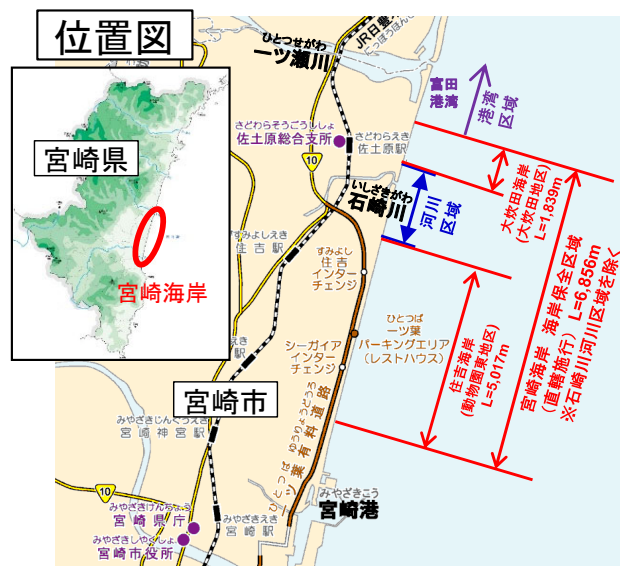 位置図
宮崎県
宮崎海岸
JR日豊
ひとつせがわ
一ツ瀬川
富田
港湾
港湾
区域
さどわらそうごうししょ
佐土原総合支所
さどわらえき
佐土原駅
10
いしざきがわ
石崎川
河川
区域
大炊田海岸
(大炊田地区)
L=1,839m
宮崎海岸 海岸保全区域
(直轄施行) L=6,856m
※石崎川河川区域を除く
住吉海岸
(動物園東地区)
L=5,017m
すみよしえき
住吉駅
すみよし
住吉
インター
チェンジ
ひとつば
一ツ葉
パーキングエリア
(レストハウス)
シーガイア
インター
チェンジ
宮崎市
みやざきじんぐうえき
宮崎神宮駅
ひとつば ゆうりょうどうろ
一ツ葉有料道路
10
みやざきけんちょう
宮崎県庁
みやざきしやくしょ
宮崎市役所
みやざきえき
宮崎駅
みやざきこう
宮崎港